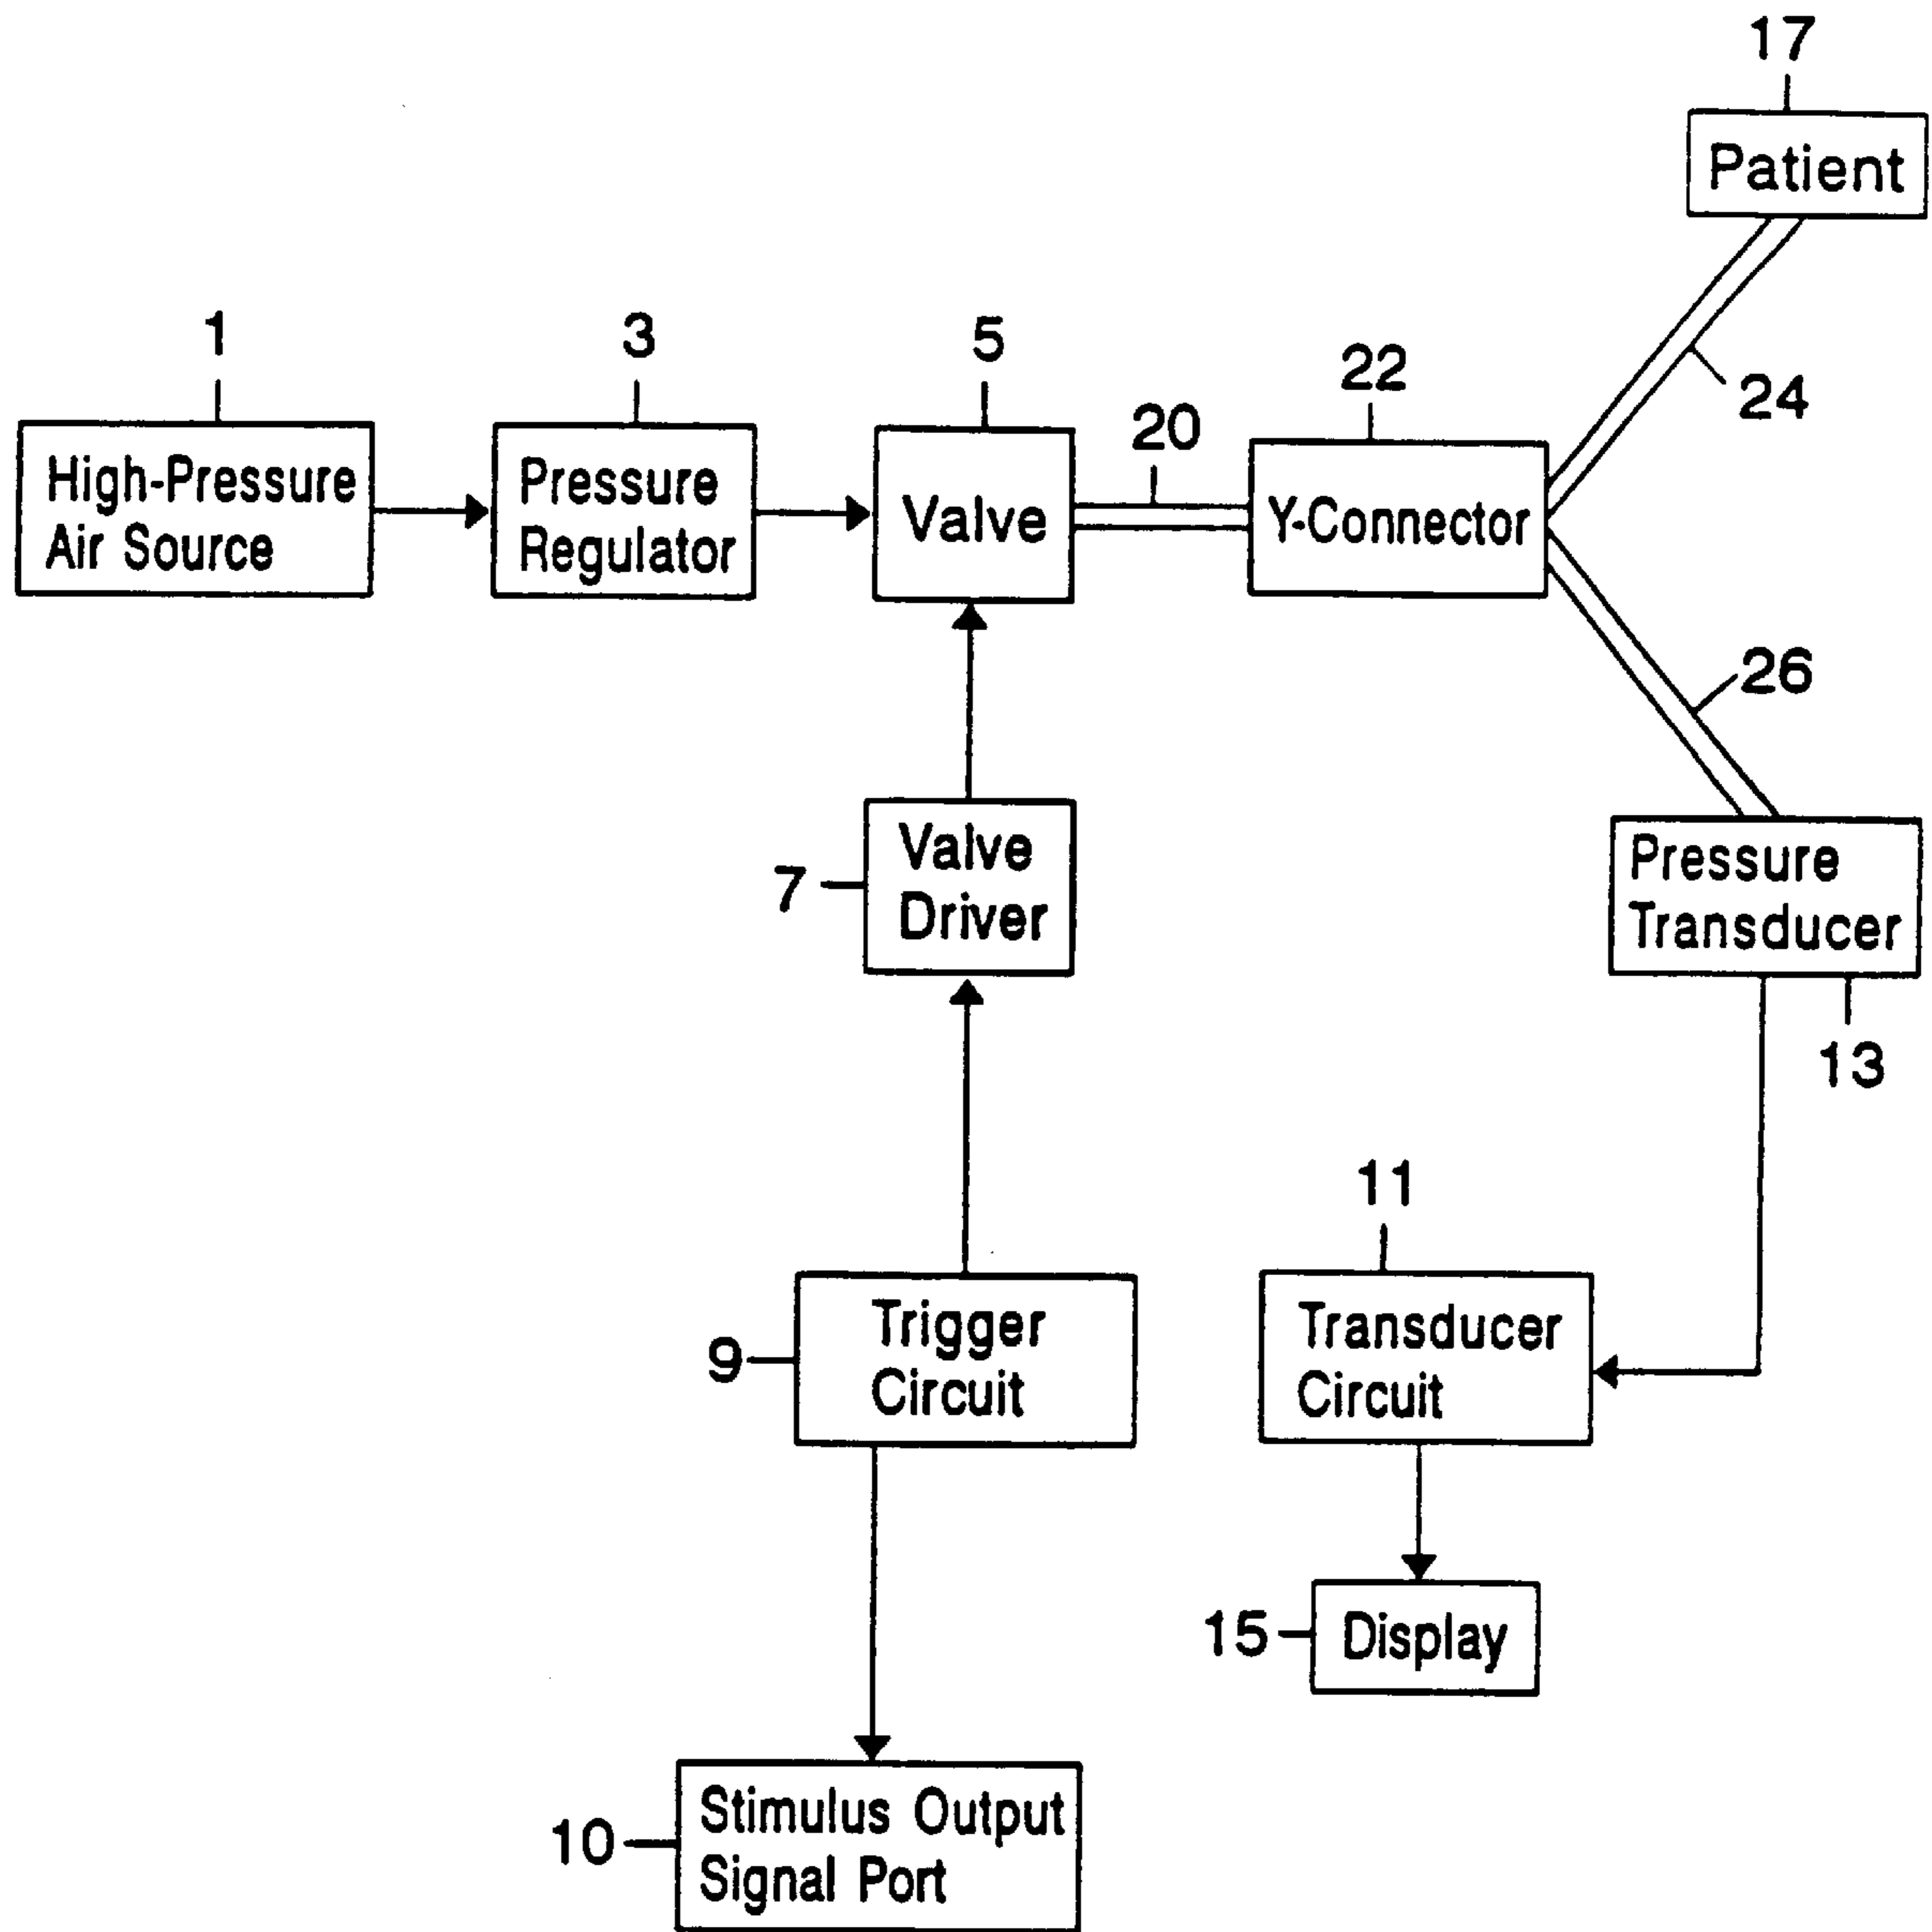 17
Patient
1
3
5
22
24
20
High-Pressure
Air Source
Pressure
Regulator
Valve
Y-Connector
26
7
Valve
Driver
Pressure
Transducer
13
11
9
Trigger
Circuit
Transducer
Circuit
15
Display
10
Stimulus Output
Signal Port